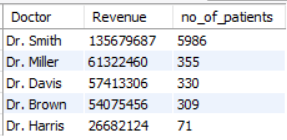 Doctor Revenue no_of_patients
Dr. Smith 135679687 5986
Dr. Miller 61322460 355
Dr. Davis 57413306 330
Dr. Brown 54075456 309
Dr. Harris 26682124 71